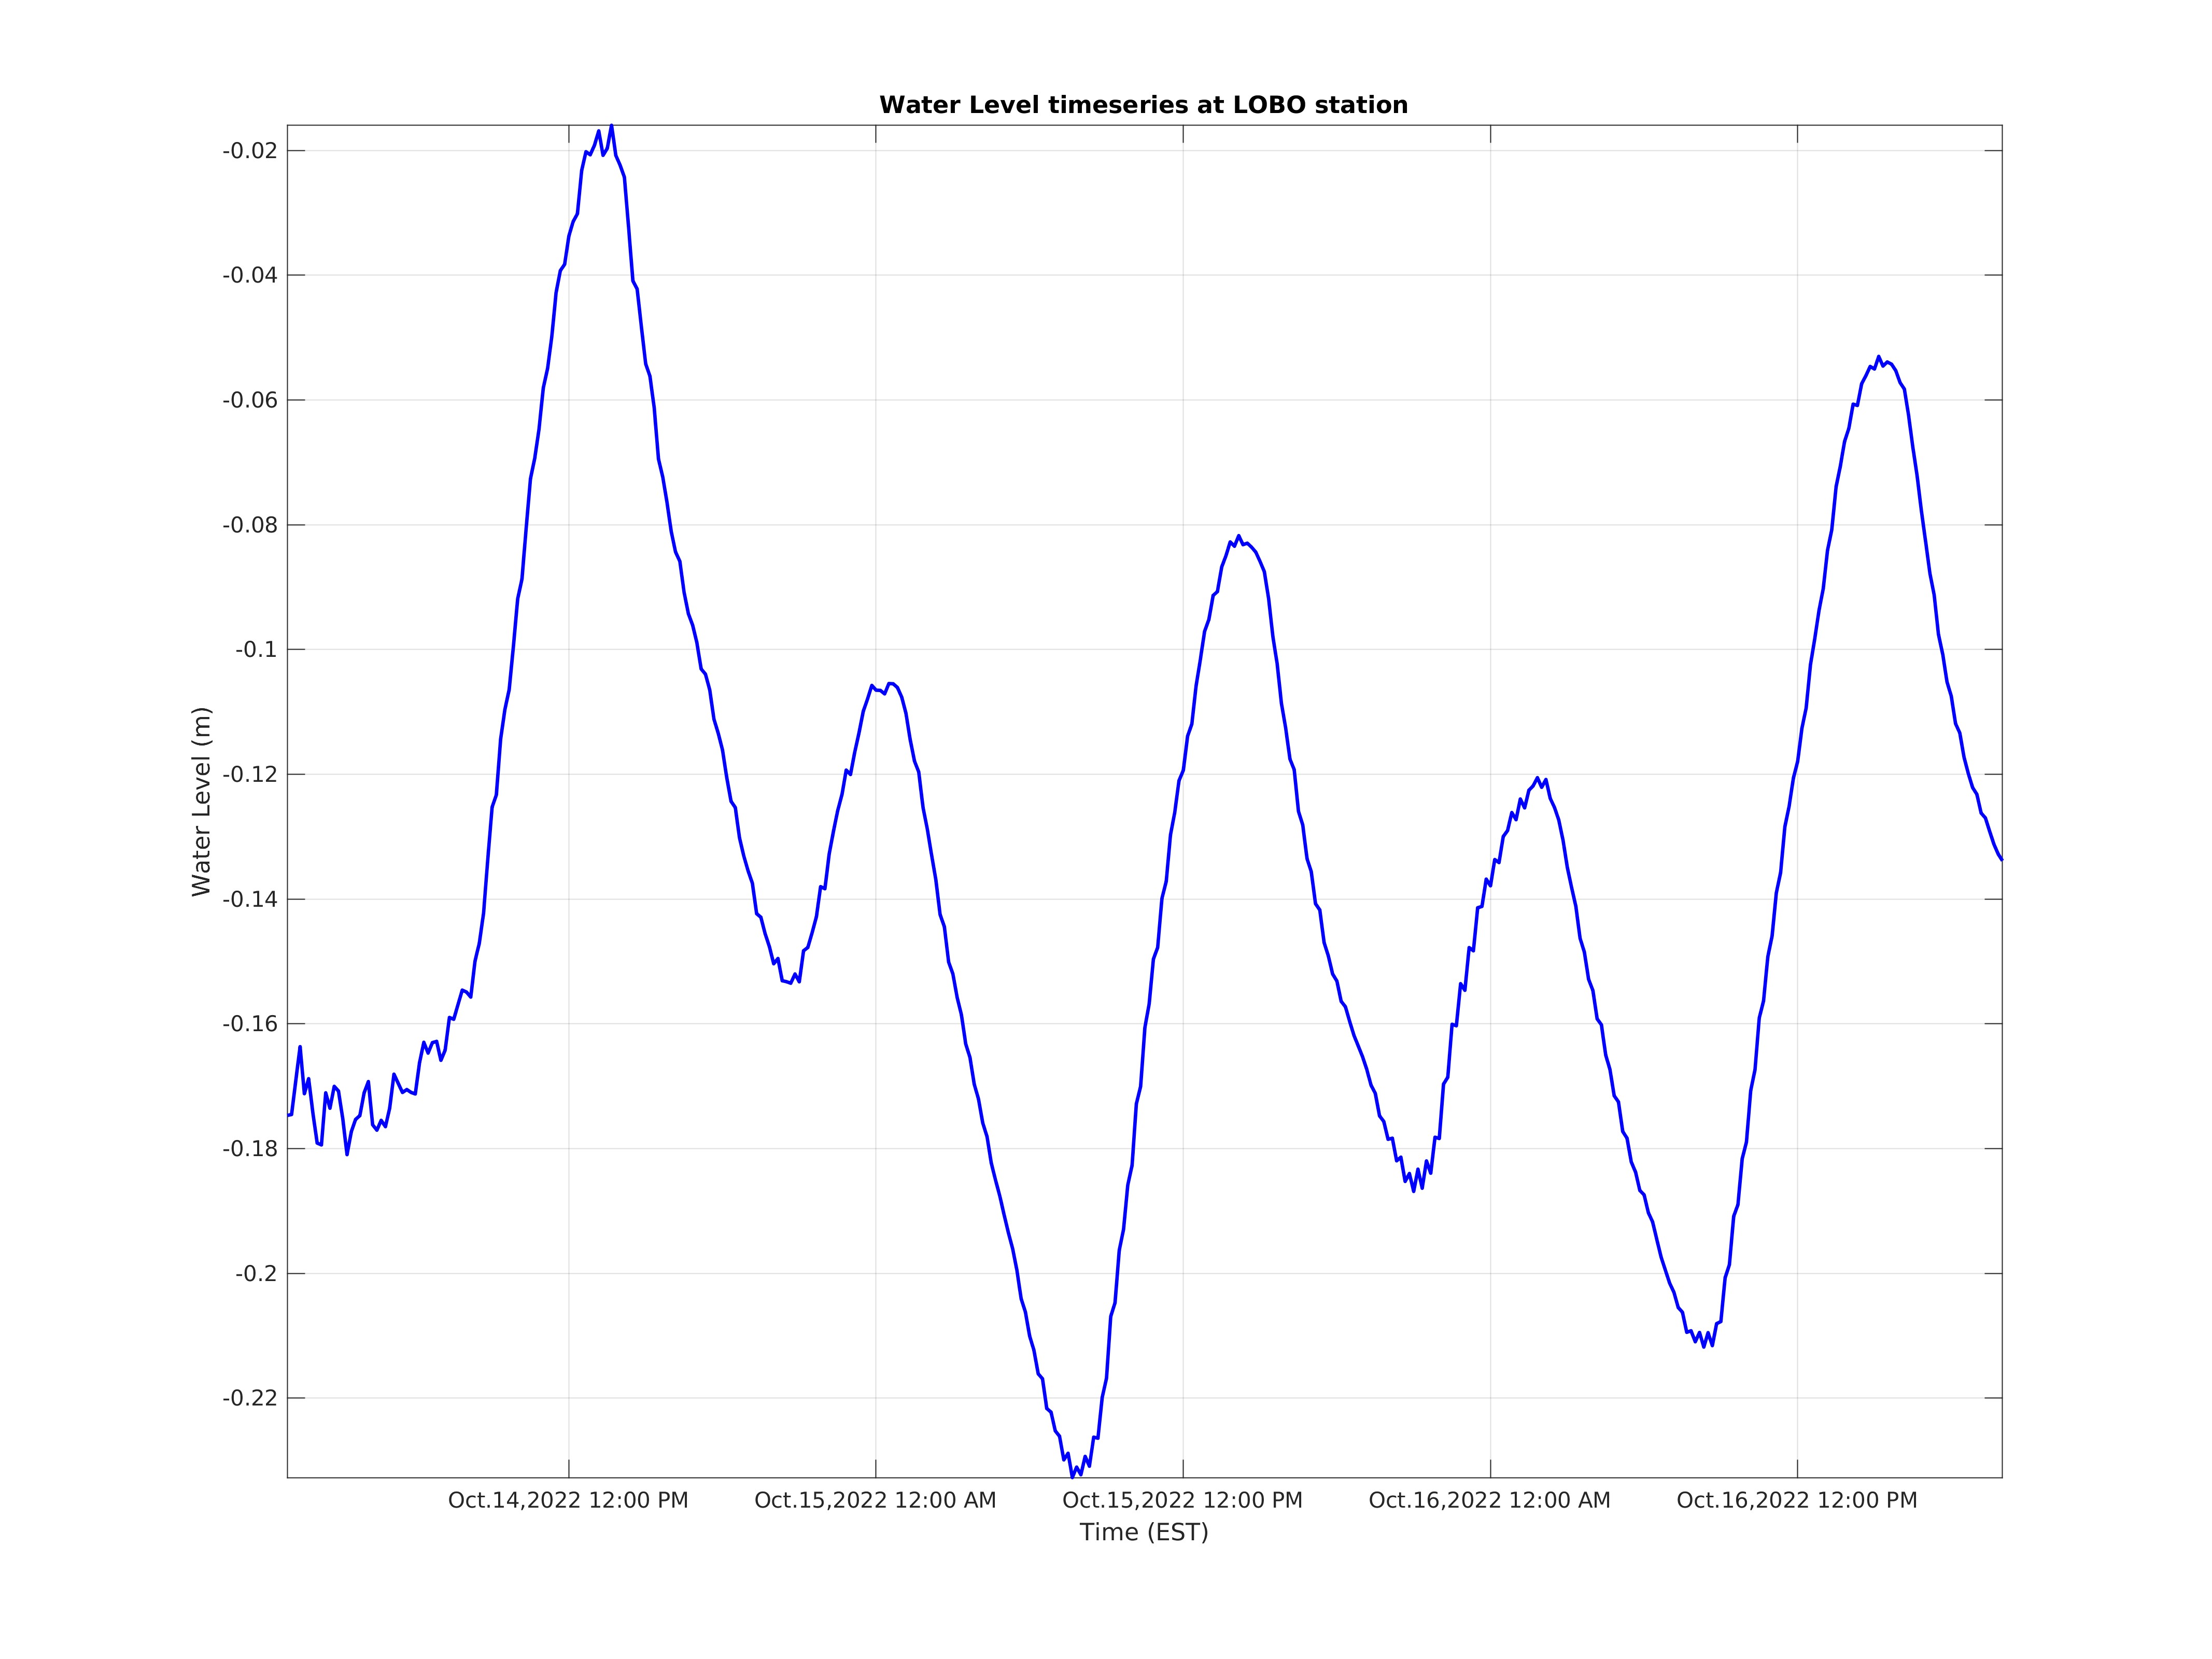 Water Level timeseries at LOBO station
-0.02
-0.04
-0.06
-0.08
-0.1
-0.12
-0.14
-0.16
-0.18
-0.2
-0.22
Water Level (m)
Oct.14,2022 12:00 PM
Oct.15,2022 12:00 AM
Oct.15,2022 12:00 PM
Oct.16,2022 12:00 AM
Oct.16,2022 12:00 PM
Time (EST)